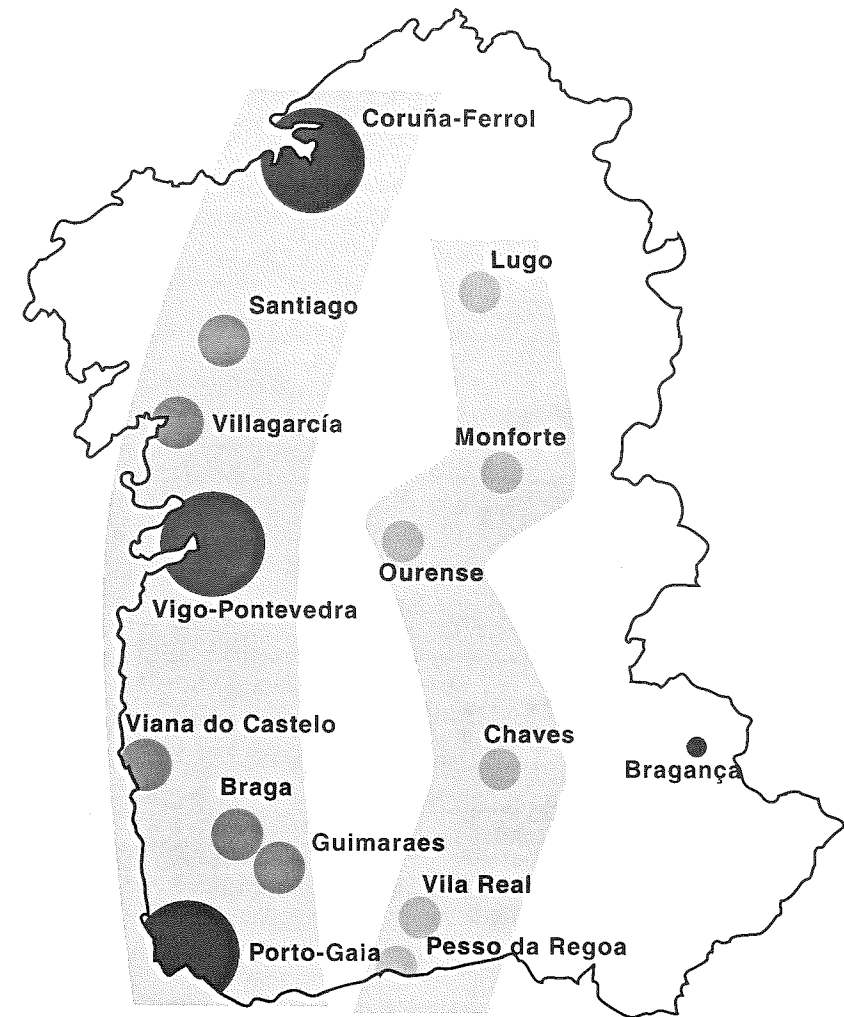 Coruña-Ferrol
Lugo
Santiago
Villagarcía
Monforte
Ourense
Vigo-Pontevedra
Viana do Castelo
Chaves
Bragança
Braga
Guimaraes
Vila Real
Pesso da Regoa
Porto-Gaia